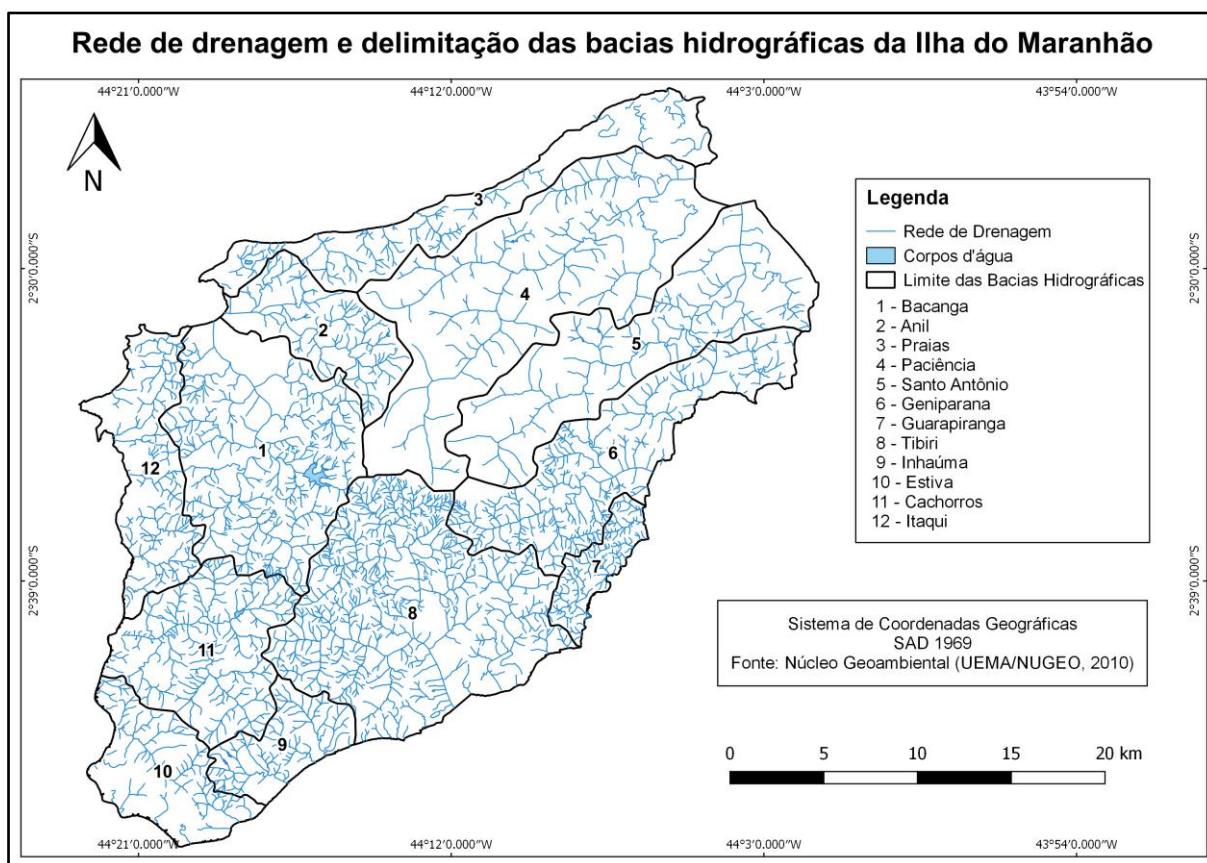 Rede de drenagem e delimitação das bacias hidrográficas da Ilha do Maranhão
44°21'0.000"W 44°12'0.000"W 44°3'0.000"W 43°54'0.000"W
N
2°30'0.000"S
2°30'0.000"S
2°39'0.000"S
2°39'0.000"S
3
4
2
5
1
12
6
7
8
11
9
10
Legenda
Rede de Drenagem
Corpos d'água
Limite das Bacias Hidrográficas
1 - Bacanga
2 - Anil
3 - Praias
4 - Paciência
5 - Santo Antônio
6 - Geniparana
7 - Guarapiranga
8 - Tibiri
9 - Inhaúma
10 - Estiva
11 - Cachorros
12 - Itaqui
Sistema de Coordenadas Geográficas
SAD 1969
Fonte: Núcleo Geoambiental (UEMA/NUGEO, 2010)
0 5 10 15 20 km
44°21'0.000"W 44°12'0.000"W 44°3'0.000"W 43°54'0.000"W